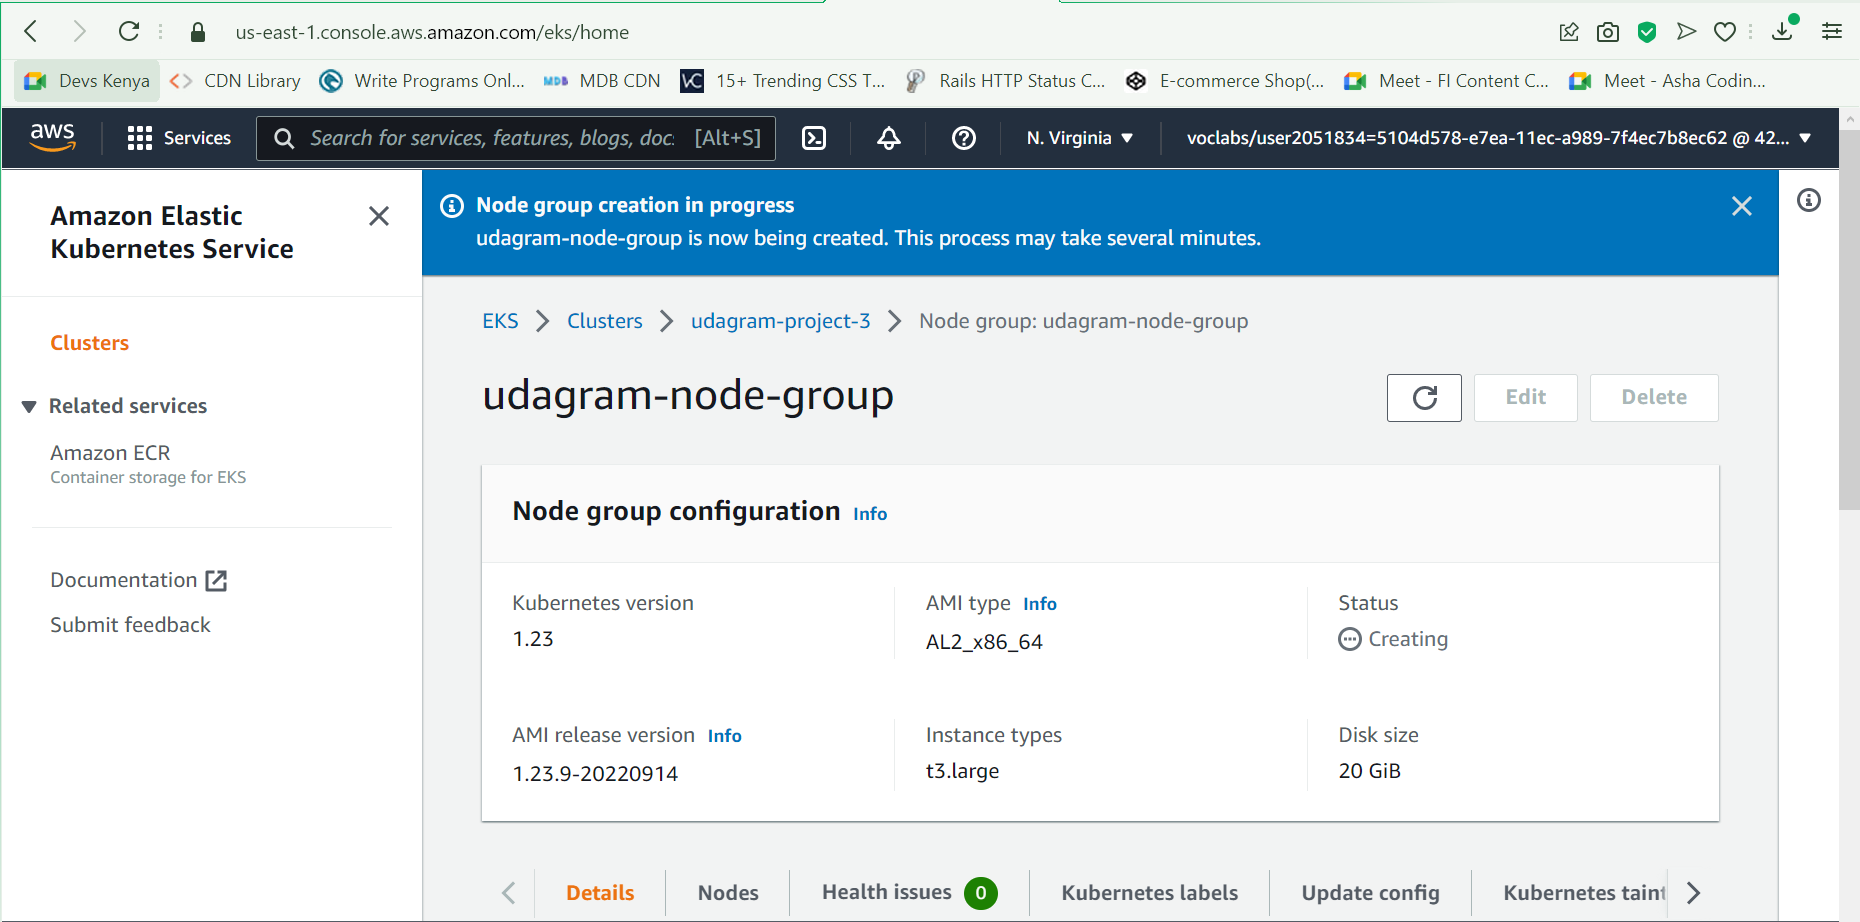 us-east-1.console.aws.amazon.com/eks/home
Devs Kenya
CDN Library
Write Programs Onl...
MDB
MDB CDN
VC
15+ Trending CSS T...
Rails HTTP Status C...
E-commerce Shop(...
Meet - FI Content C...
Meet - Asha Codin...
aws
Services
Search for services, features, blogs, doc: [Alt+S]
N. Virginia
voclabs/user2051834=5104d578-e7ea-11ec-a989-7f4ec7b8ec62 @ 42...
Amazon Elastic
Kubernetes Service
Clusters
Related services
Amazon ECR
Container storage for EKS
Documentation
Submit feedback
Node group creation in progress
udagram-node-group is now being created. This process may take several minutes.
EKS > Clusters > udagram-project-3 > Node group: udagram-node-group
udagram-node-group
Edit
Delete
Node group configuration Info
Kubernetes version
1.23
AMI type Info
AL2_x86_64
Status
Creating
AMI release version Info
1.23.9-20220914
Instance types
t3.large
Disk size
20 GiB
Details
Nodes
Health issues 0
Kubernetes labels
Update config
Kubernetes taint